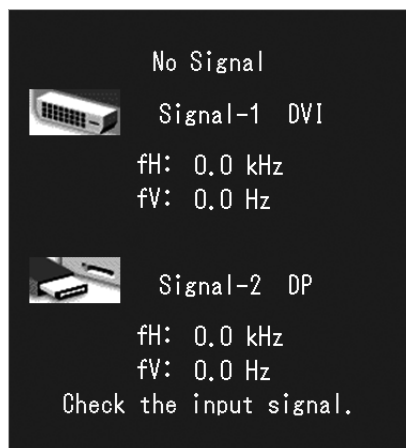 No Signal
Signal-1 DVI
fH: 0.0 kHz
fV: 0.0 Hz
Signal-2 DP
fH: 0.0 kHz
fV: 0.0 Hz
Check the input signal.